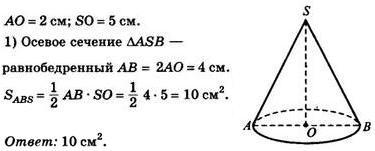 AO = 2 см; SO = 5 см.
1) Осевое сечение ΔASB —
равнобедренный AB = 2AO = 4 см.
S_ABS = 1/2 AB · SO = 1/2 4 · 5 = 10 см².
Ответ: 10 см².
S
A
O
B